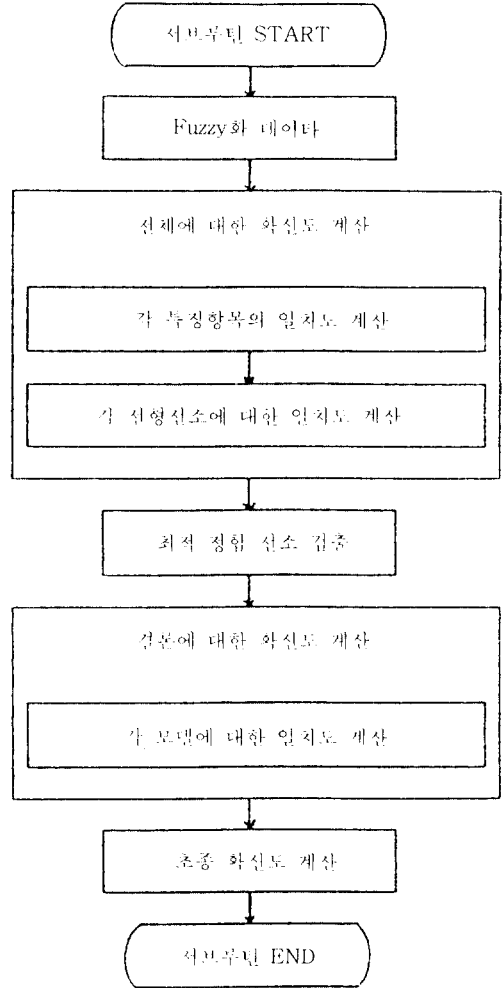 서브루틴 START
Fuzzy화 데이타
전체에 대한 확신도 계산
각 특징항목의 일치도 계산
각 선형선소에 대한 일치도 계산
최적 정합 선소 검출
결론에 대한 확신도 계산
각 모델에 대한 일치도 계산
초종 확신도 계산
서브루틴 END